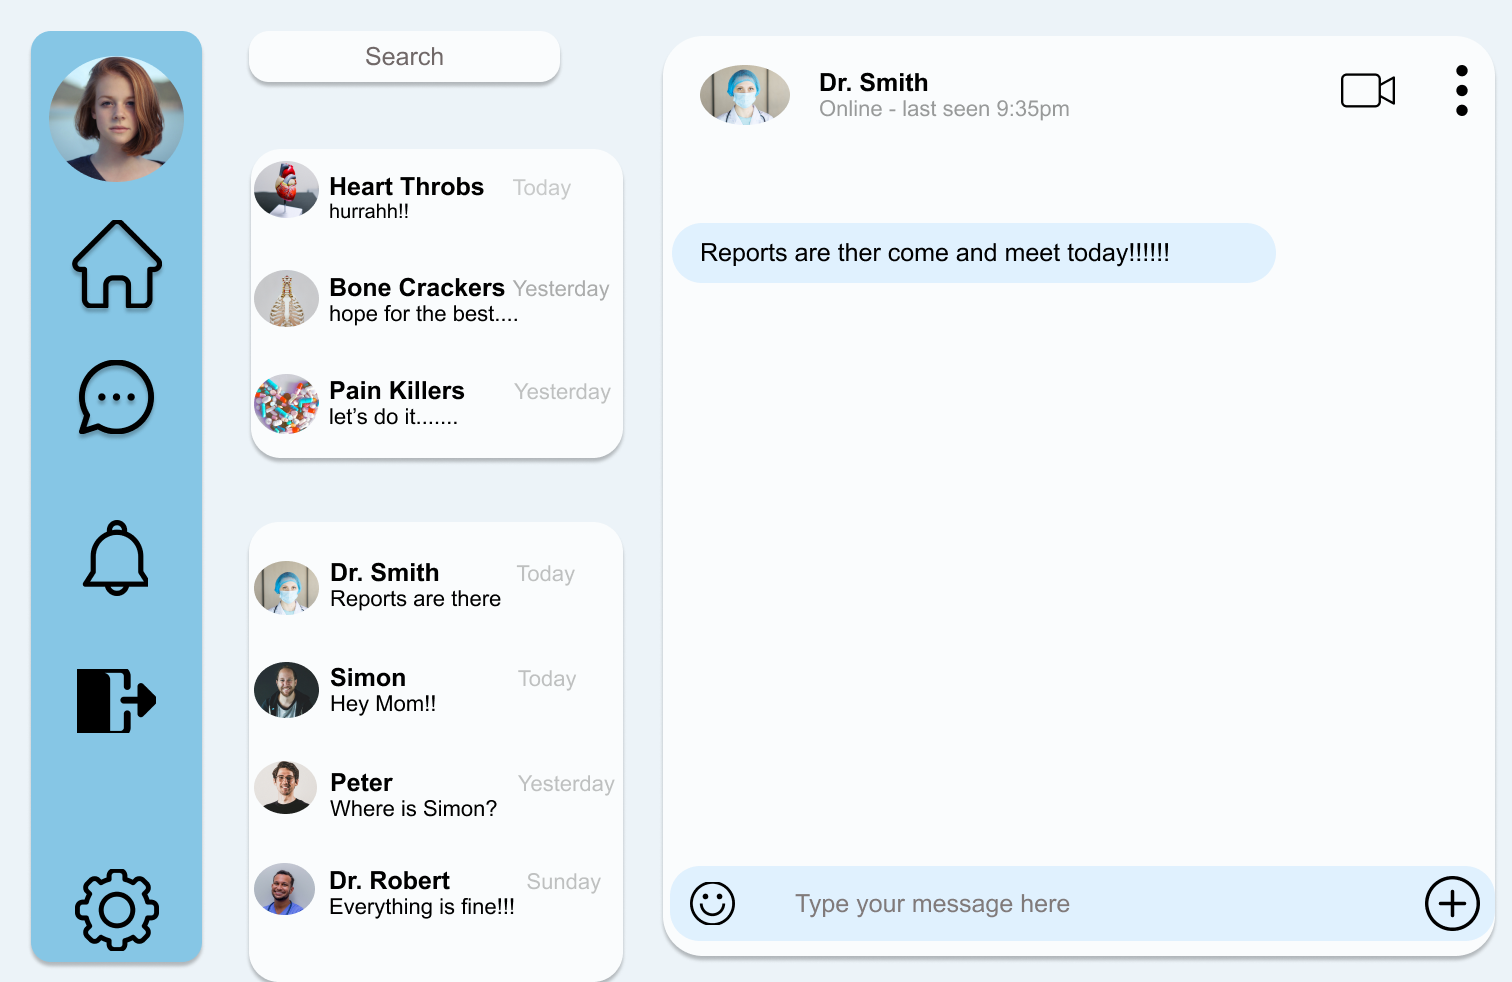 Search
Heart Throbs Today
hurrahh!!
Bone Crackers Yesterday
hope for the best....
Pain Killers Yesterday
let’s do it.......
Dr. Smith Today
Reports are there
Simon Today
Hey Mom!!
Peter Yesterday
Where is Simon?
Dr. Robert Sunday
Everything is fine!!!
Dr. Smith
Online - last seen 9:35pm
Reports are ther come and meet today!!!!!!
Type your message here